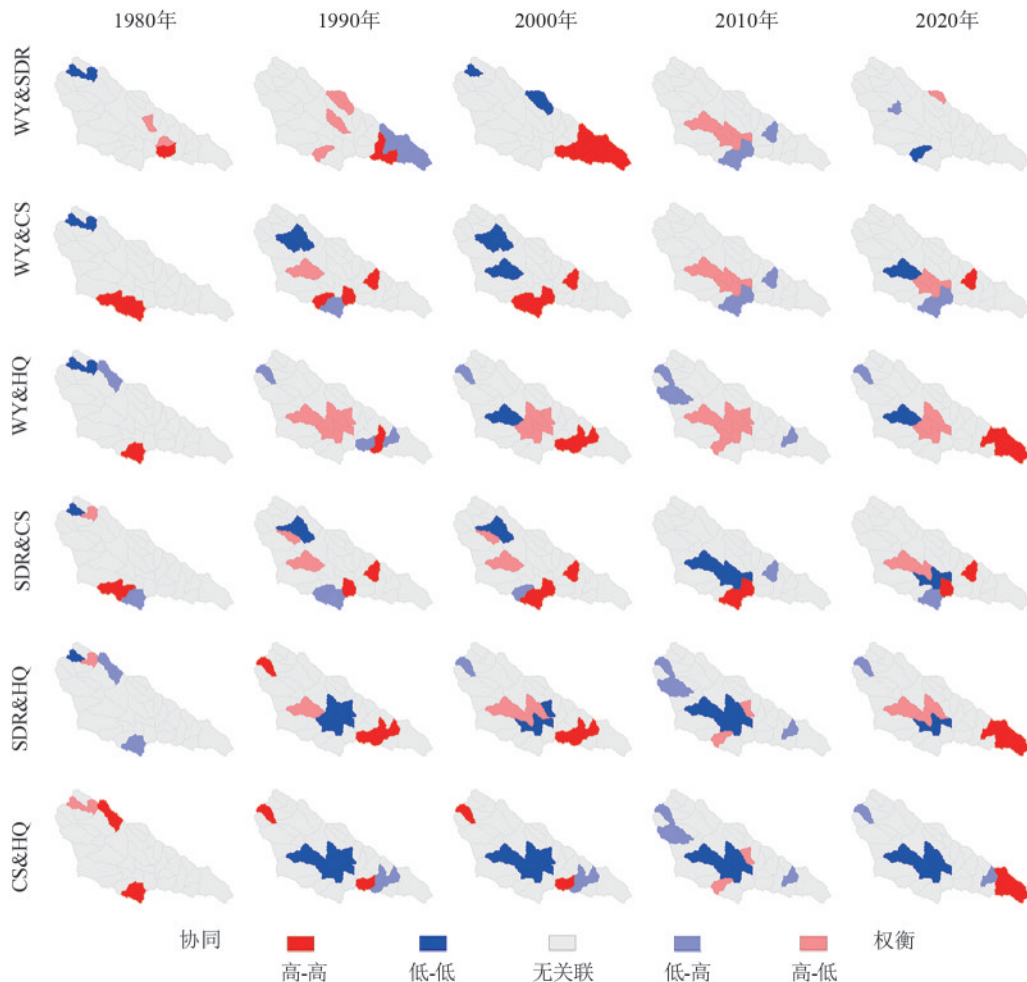 1980年 1990年 2000年 2010年 2020年
WY&SDR
WY&CS
WY&HQ
SDR&CS
SDR&HQ
CS&HQ
协同 权衡
高-高 低-低 无关联 低-高 高-低